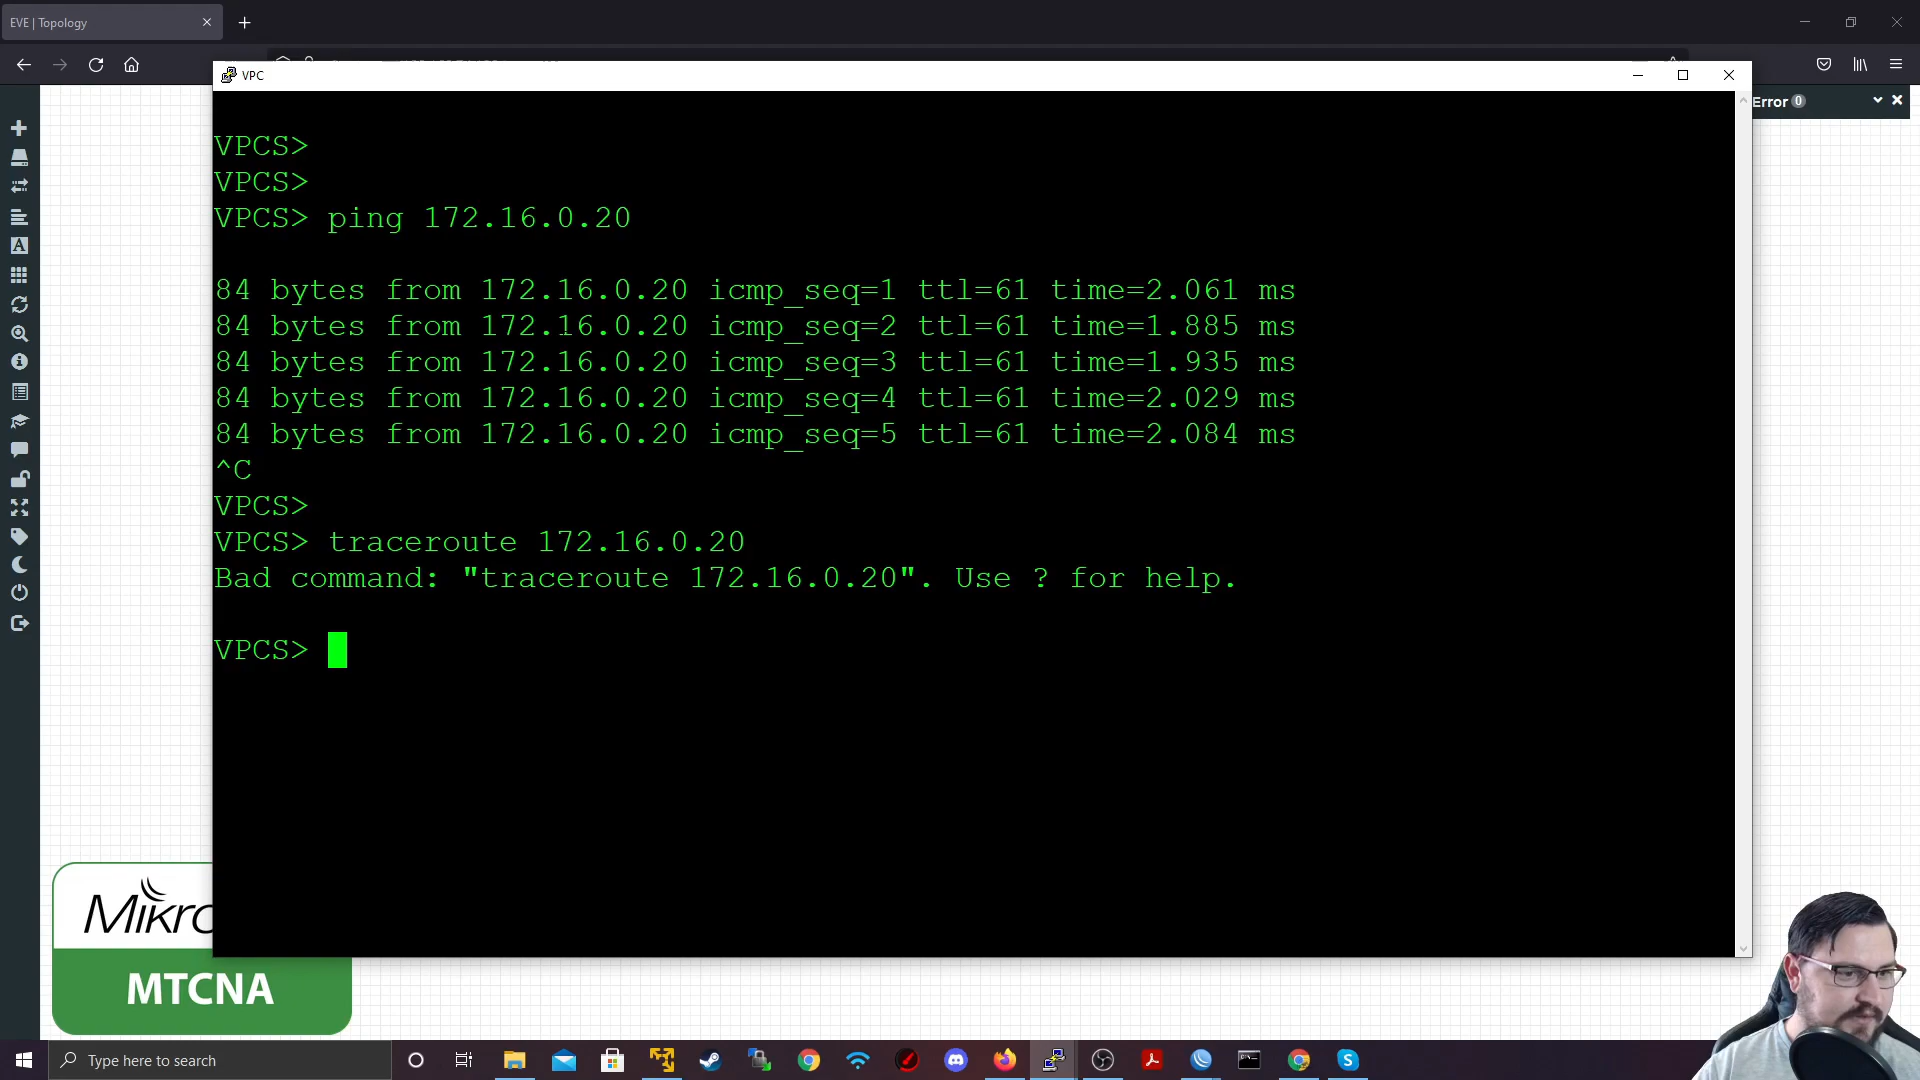 EVE | Topology
VPC
Error 0
VPCS>
VPCS>
VPCS> ping 172.16.0.20
84 bytes from 172.16.0.20 icmp_seq=1 ttl=61 time=2.061 ms
84 bytes from 172.16.0.20 icmp_seq=2 ttl=61 time=1.885 ms
84 bytes from 172.16.0.20 icmp_seq=3 ttl=61 time=1.935 ms
84 bytes from 172.16.0.20 icmp_seq=4 ttl=61 time=2.029 ms
84 bytes from 172.16.0.20 icmp_seq=5 ttl=61 time=2.084 ms
^C
VPCS>
VPCS> traceroute 172.16.0.20
Bad command: "traceroute 172.16.0.20". Use ? for help.
VPCS>
Mikro
MTCNA
Type here to search